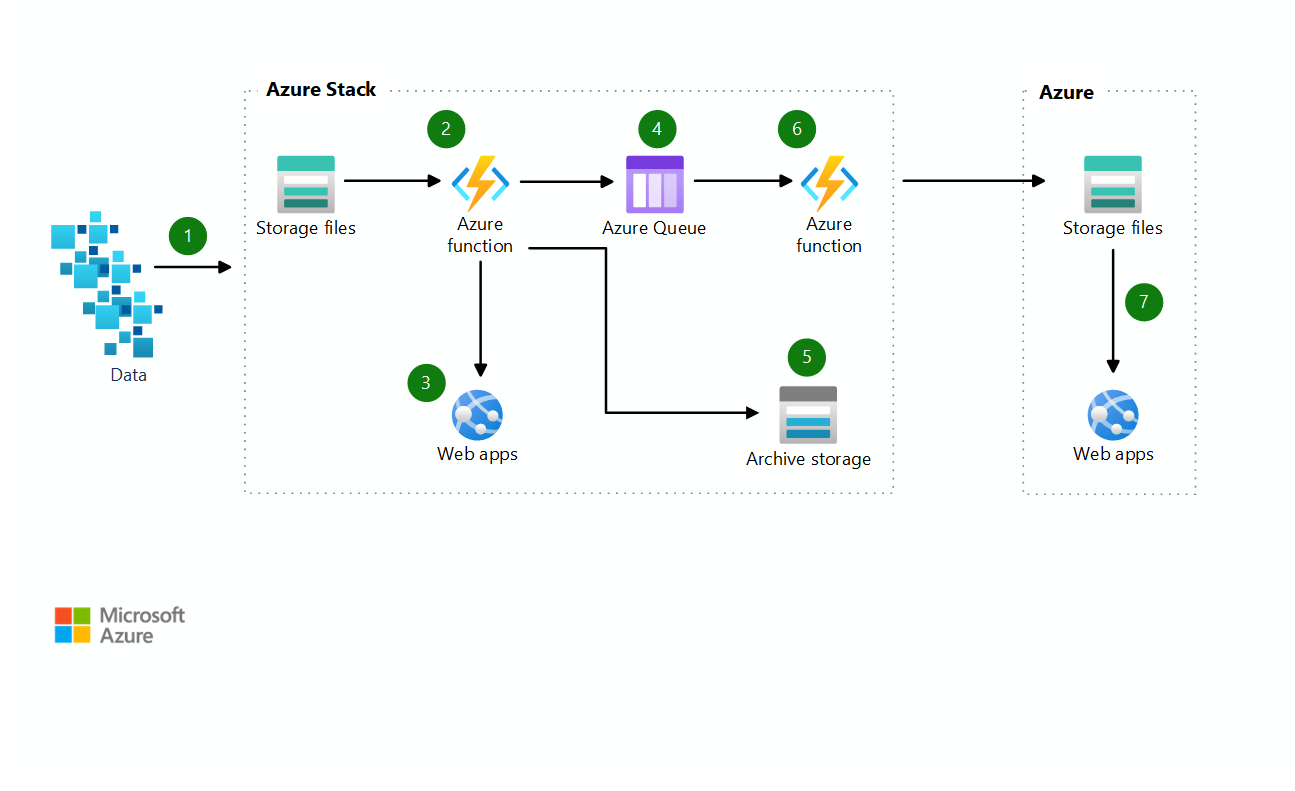 Azure Stack
Azure
2
4
6
1
Storage files
Azure
function
Azure Queue
Azure
function
Storage files
7
Data
3
5
Web apps
Archive storage
Web apps
Microsoft
Azure